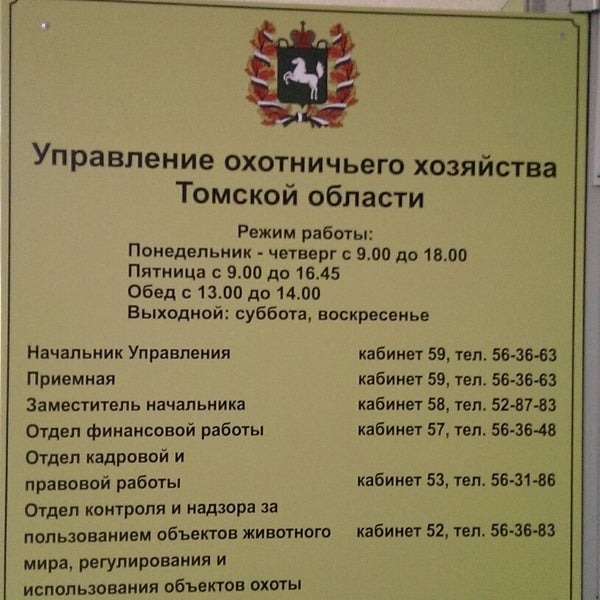 Управление охотничьего хозяйства
Томской области
Режим работы:
Понедельник - четверг с 9.00 до 18.00
Пятница с 9.00 до 16.45
Обед с 13.00 до 14.00
Выходной: суббота, воскресенье
Начальник Управления кабинет 59, тел. 56-36-63
Приемная кабинет 59, тел. 56-36-63
Заместитель начальника кабинет 58, тел. 52-87-83
Отдел финансовой работы кабинет 57, тел. 56-36-48
Отдел кадровой и
правовой работы кабинет 53, тел. 56-31-86
Отдел контроля и надзора за
пользованием объектов животного кабинет 52, тел. 56-36-83
мира, регулирования и
использования объектов охоты